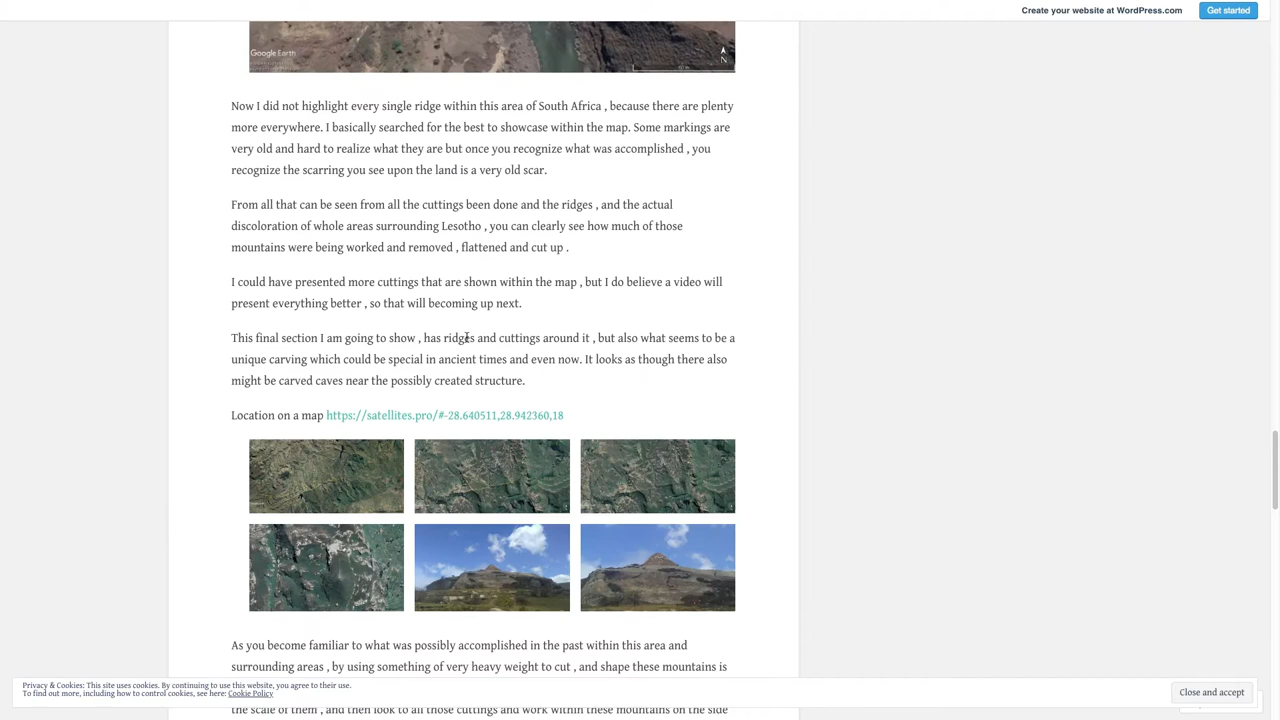 Create your website at WordPress.com
Get started
Google Earth
N
Now I did not highlight every single ridge within this area of South Africa , because there are plenty
more everywhere. I basically searched for the best to showcase within the map. Some markings are
very old and hard to realize what they are but once you recognize what was accomplished , you
recognize the scarring you see upon the land is a very old scar.
From all that can be seen from all the cuttings been done and the ridges , and the actual
discoloration of whole areas surrounding Lesotho , you can clearly see how much of those
mountains were being worked and removed , flattened and cut up .
I could have presented more cuttings that are shown within the map , but I do believe a video will
present everything better , so that will becoming up next.
This final section I am going to show , has ridges and cuttings around it , but also what seems to be a
unique carving which could be special in ancient times and even now. It looks as though there also
might be carved caves near the possibly created structure.
Location on a map https://satellites.pro/#-28.640511,28.942360,18
As you become familiar to what was possibly accomplished in the past within this area and
surrounding areas , by using something of very heavy weight to cut , and shape these mountains is
Privacy & Cookies: This site uses cookies. By continuing to use this website, you agree to their use.
To find out more, including how to control cookies, see here: Cookie Policy
Close and accept
the scale of them , and then look to all those cuttings and work within these mountains on the side